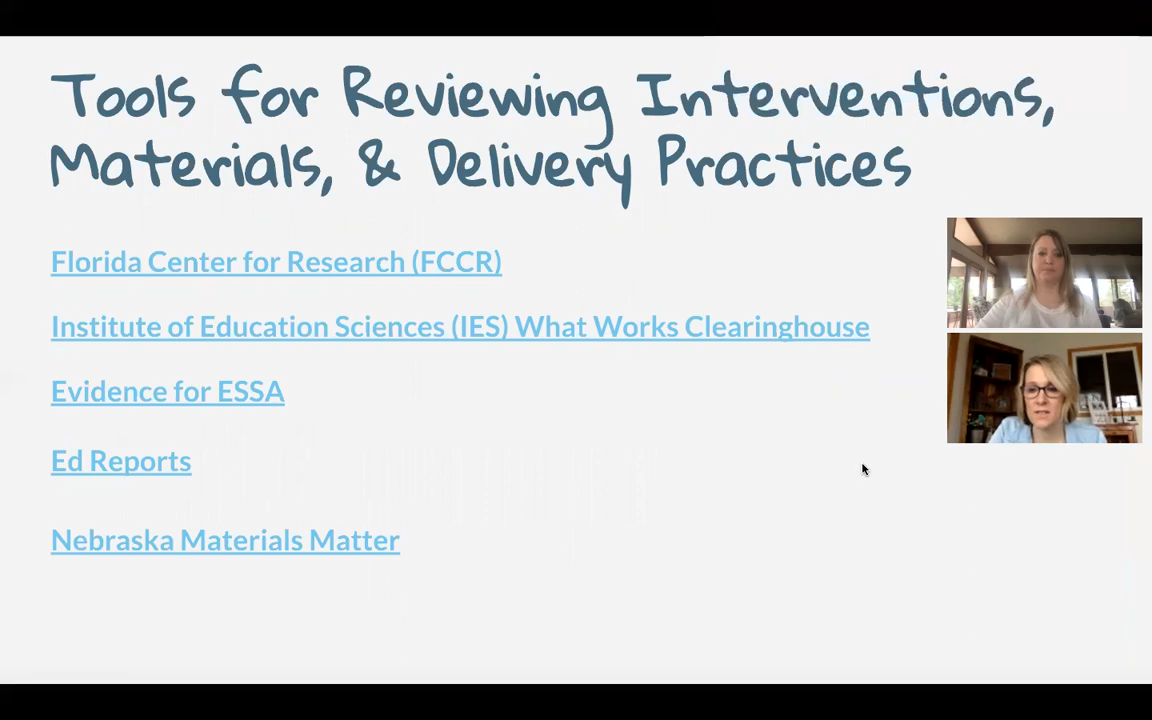 Tools for Reviewing Interventions,
Materials, & Delivery Practices
Florida Center for Research (FCCR)
Institute of Education Sciences (IES) What Works Clearinghouse
Evidence for ESSA
Ed Reports
Nebraska Materials Matter